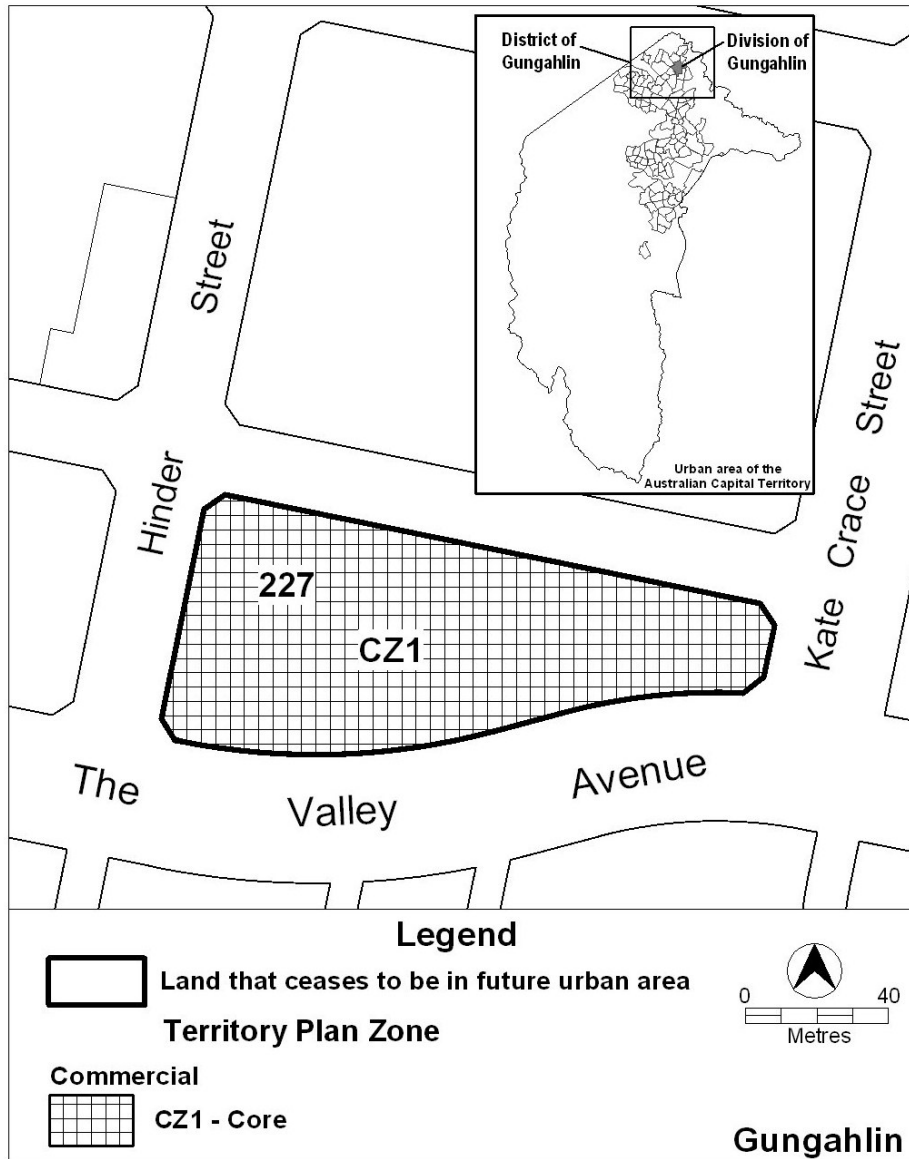 District of
Gungahlin
Division of
Gungahlin
Urban area of the
Australian Capital Territory
Hinder Street
Kate Crace Street
227
CZ1
The Valley Avenue
Legend
Land that ceases to be in future urban area
Territory Plan Zone
0 40
Metres
Commercial
CZ1 - Core
Gungahlin